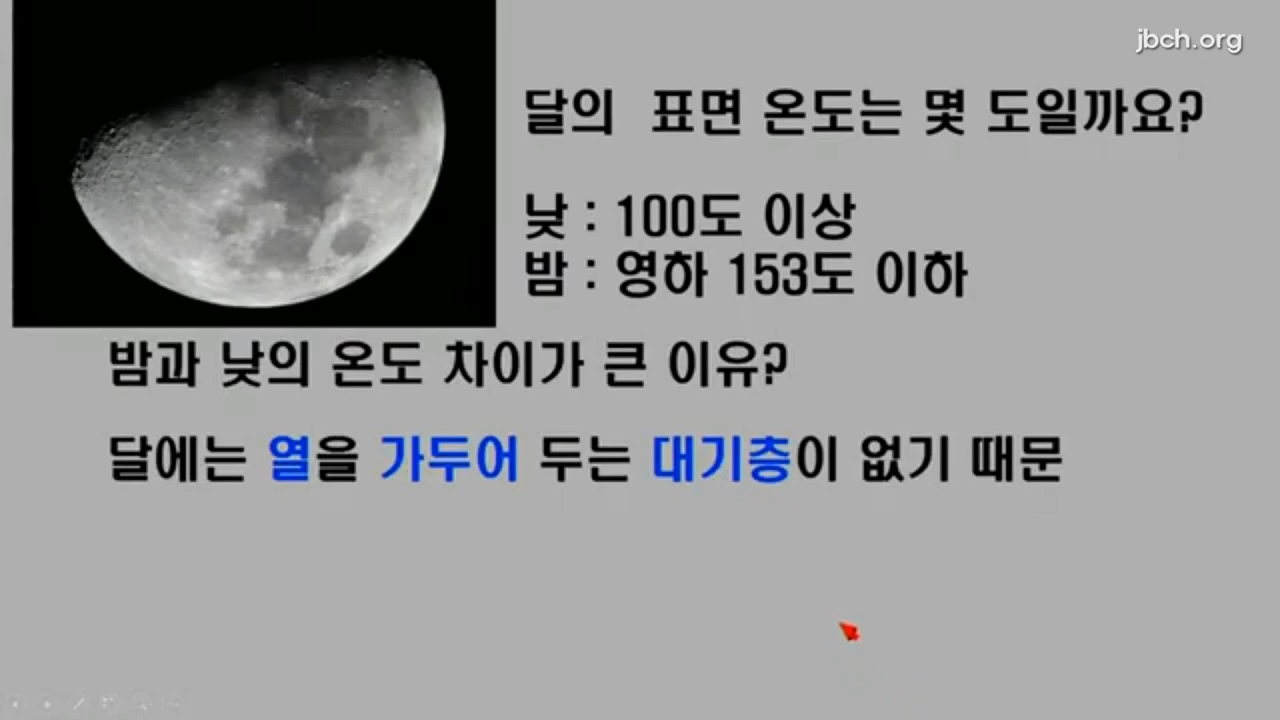 jbch.org
달의 표면 온도는 몇 도일까요?
낮 : 100도 이상
밤 : 영하 153도 이하
밤과 낮의 온도 차이가 큰 이유?
달에는 열을 가두어 두는 대기층이 없기 때문